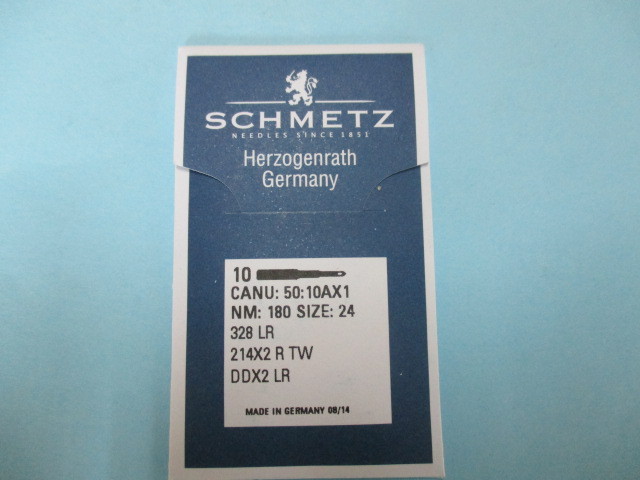 SCHMETZ
NEEDLES SINCE 1851
Herzogenrath
Germany
10
CANU: 50:10AX1
NM: 180 SIZE: 24
328 LR
214X2 R TW
DDX2 LR
MADE IN GERMANY 08/14